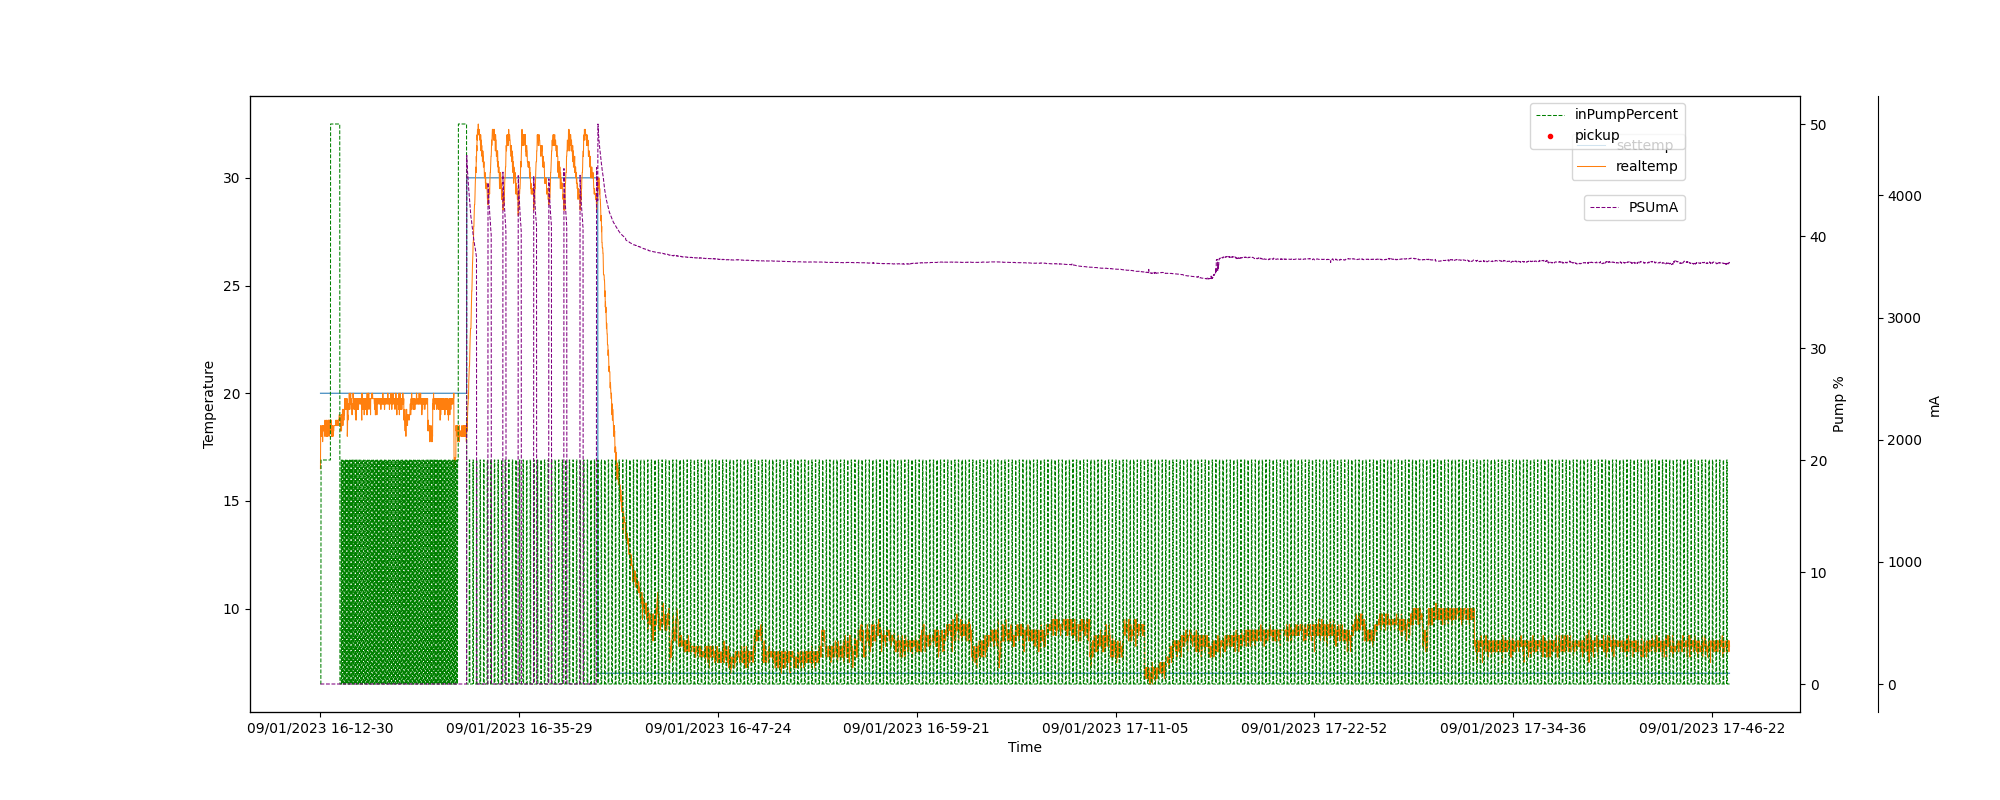 inPumpPercent
pickup
settemp
realtemp
PSUmA
30
25
20
15
10
50
40
30
20
10
0
4000
3000
2000
1000
0
Temperature
Pump %
mA
09/01/2023 16-12-30
09/01/2023 16-35-29
09/01/2023 16-47-24
09/01/2023 16-59-21
09/01/2023 17-11-05
09/01/2023 17-22-52
09/01/2023 17-34-36
09/01/2023 17-46-22
Time